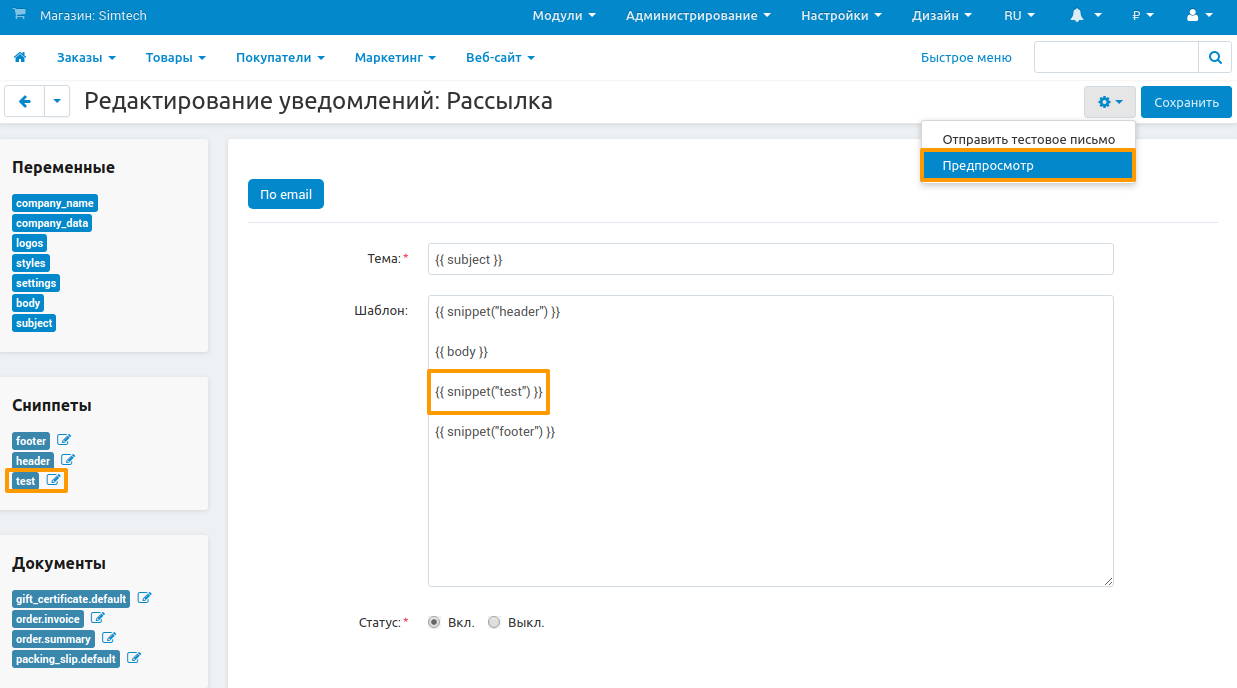 Магазин: Simtech
Модули Администрирование Настройки Дизайн RU ₽
Заказы Товары Покупатели Маркетинг Веб-сайт Быстрое меню
Редактирование уведомлений: Рассылка
Сохранить
Отправить тестовое письмо
Предпросмотр
Переменные
company_name
company_data
logos
styles
settings
body
subject
Сниппеты
footer
header
test
Документы
gift_certificate.default
order.invoice
order.summary
packing_slip.default
По email
Тема:* {{ subject }}
Шаблон: {{ snippet("header") }}
{{ body }}
{{ snippet("test") }}
{{ snippet("footer") }}
Статус:* Вкл. Выкл.